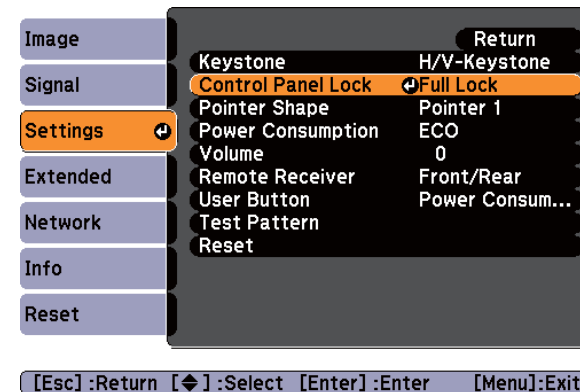 Image
Signal
Settings
Extended
Network
Info
Reset
Return
Keystone H/V-Keystone
Control Panel Lock Full Lock
Pointer Shape Pointer 1
Power Consumption ECO
Volume 0
Remote Receiver Front/Rear
User Button Power Consum...
Test Pattern
Reset
[Esc] :Return [◆] :Select [Enter] :Enter [Menu]:Exit